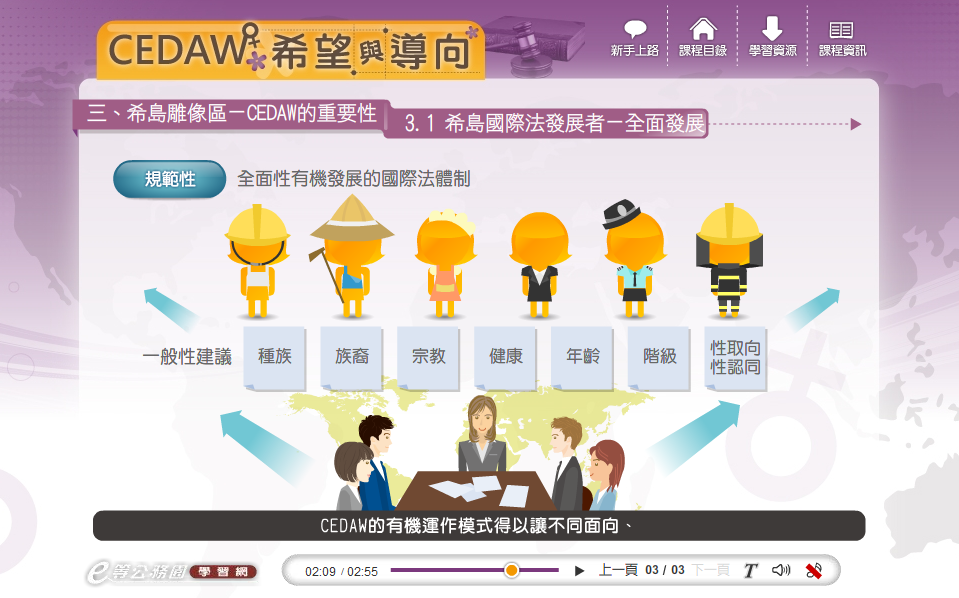 CEDAW 希望與導向
新手上路
課程目錄
學習資源
課程資訊
三、希島雕像區－CEDAW的重要性
3.1 希島國際法發展者－全面發展
規範性
全面性有機發展的國際法體制
一般性建議
種族
族裔
宗教
健康
年齡
階級
性取向
性認同
CEDAW的有機運作模式得以讓不同面向、
e等公務園 學習網
02:09 / 02:55
上一頁 03 / 03 下一頁 T